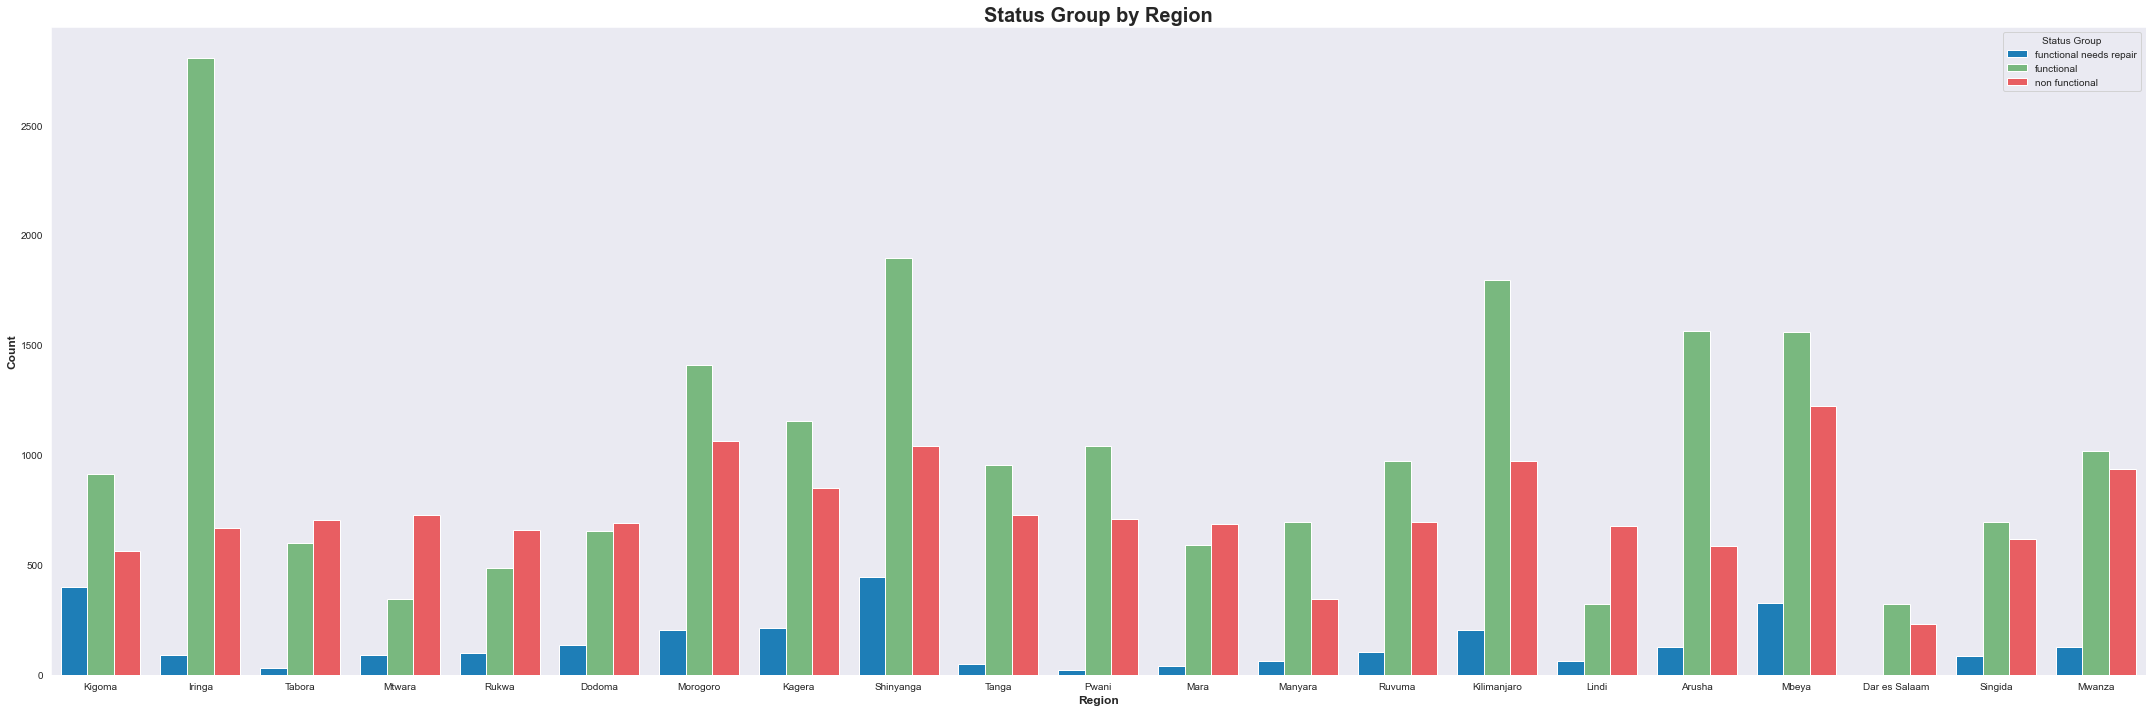 Status Group by Region
Status Group
functional needs repair
functional
non functional
2500
2000
1500
1000
500
0
Count
Kigoma Iringa Tabora Mtwara Rukwa Dodoma Morogoro Kagera Shinyanga Tanga Pwani Mara Manyara Ruvuma Kilimanjaro Lindi Arusha Mbeya Dar es Salaam Singida Mwanza
Region